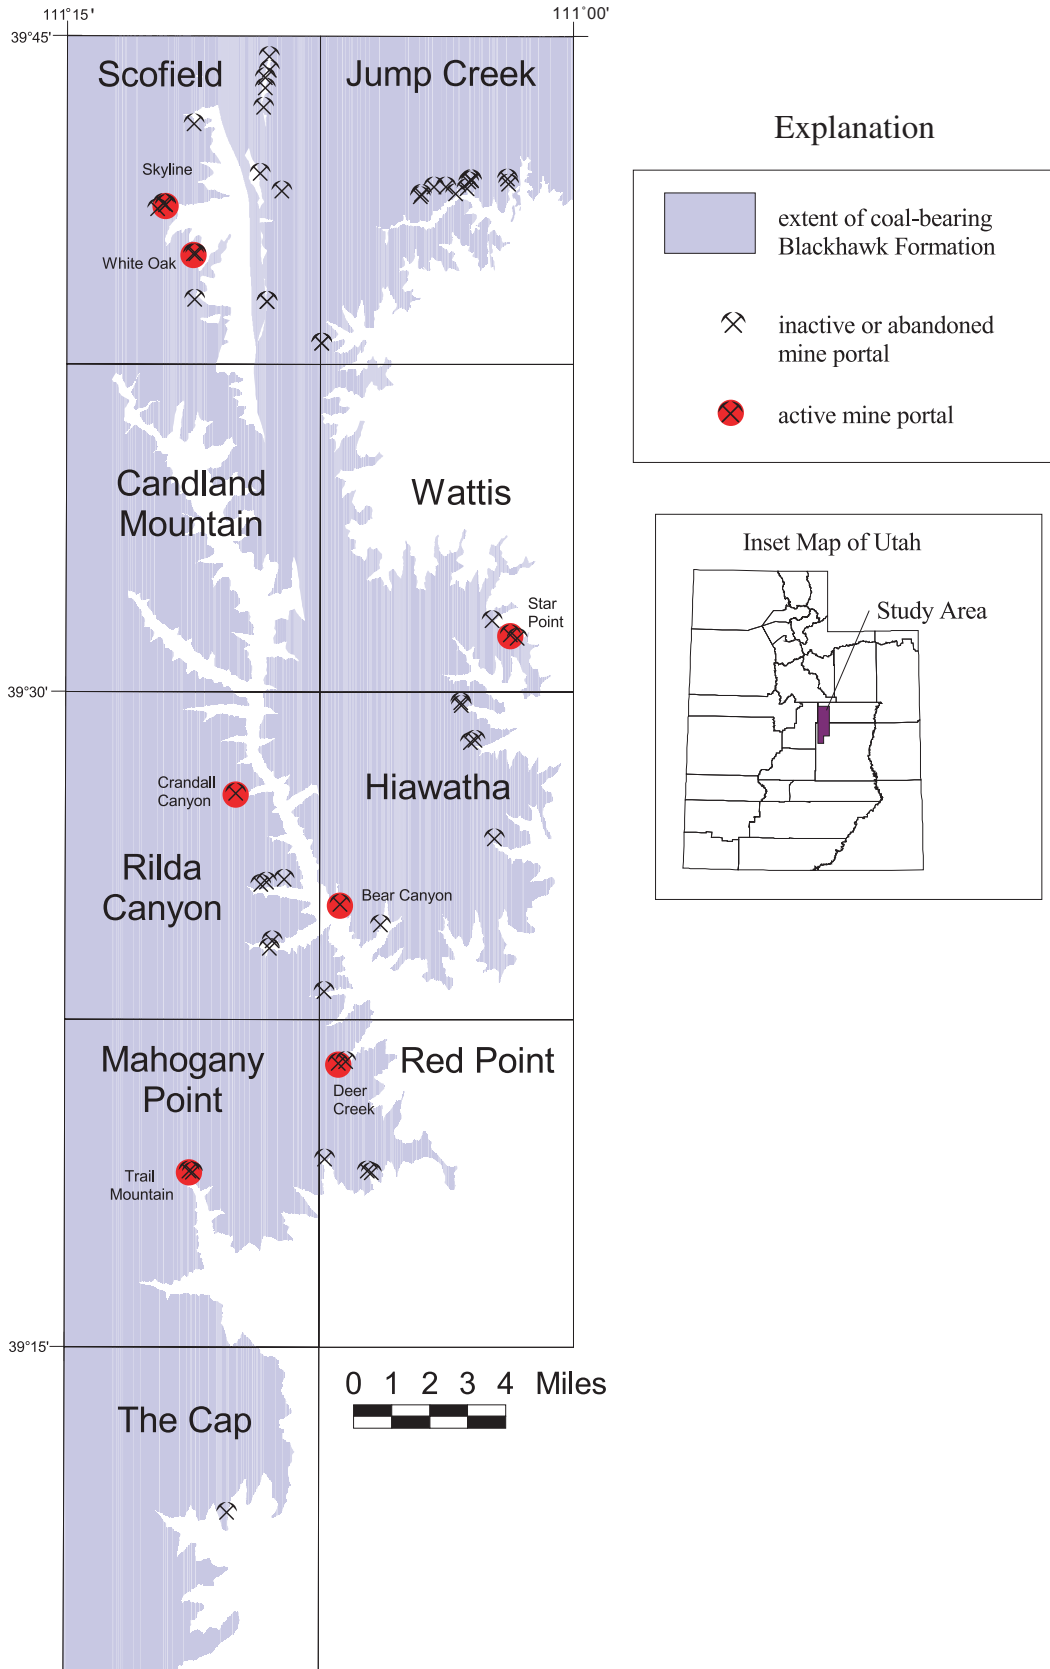 111°15'
111°00'
39°45'
Scofield
Jump Creek
Skyline
White Oak
Candland
Mountain
Wattis
Star
Point
39°30'
Crandall
Canyon
Hiawatha
Rilda
Canyon
Bear Canyon
Mahogany
Point
Red Point
Deer
Creek
Trail
Mountain
39°15'
The Cap
0 1 2 3 4 Miles
Explanation
extent of coal-bearing
Blackhawk Formation
inactive or abandoned
mine portal
active mine portal
Inset Map of Utah
Study Area